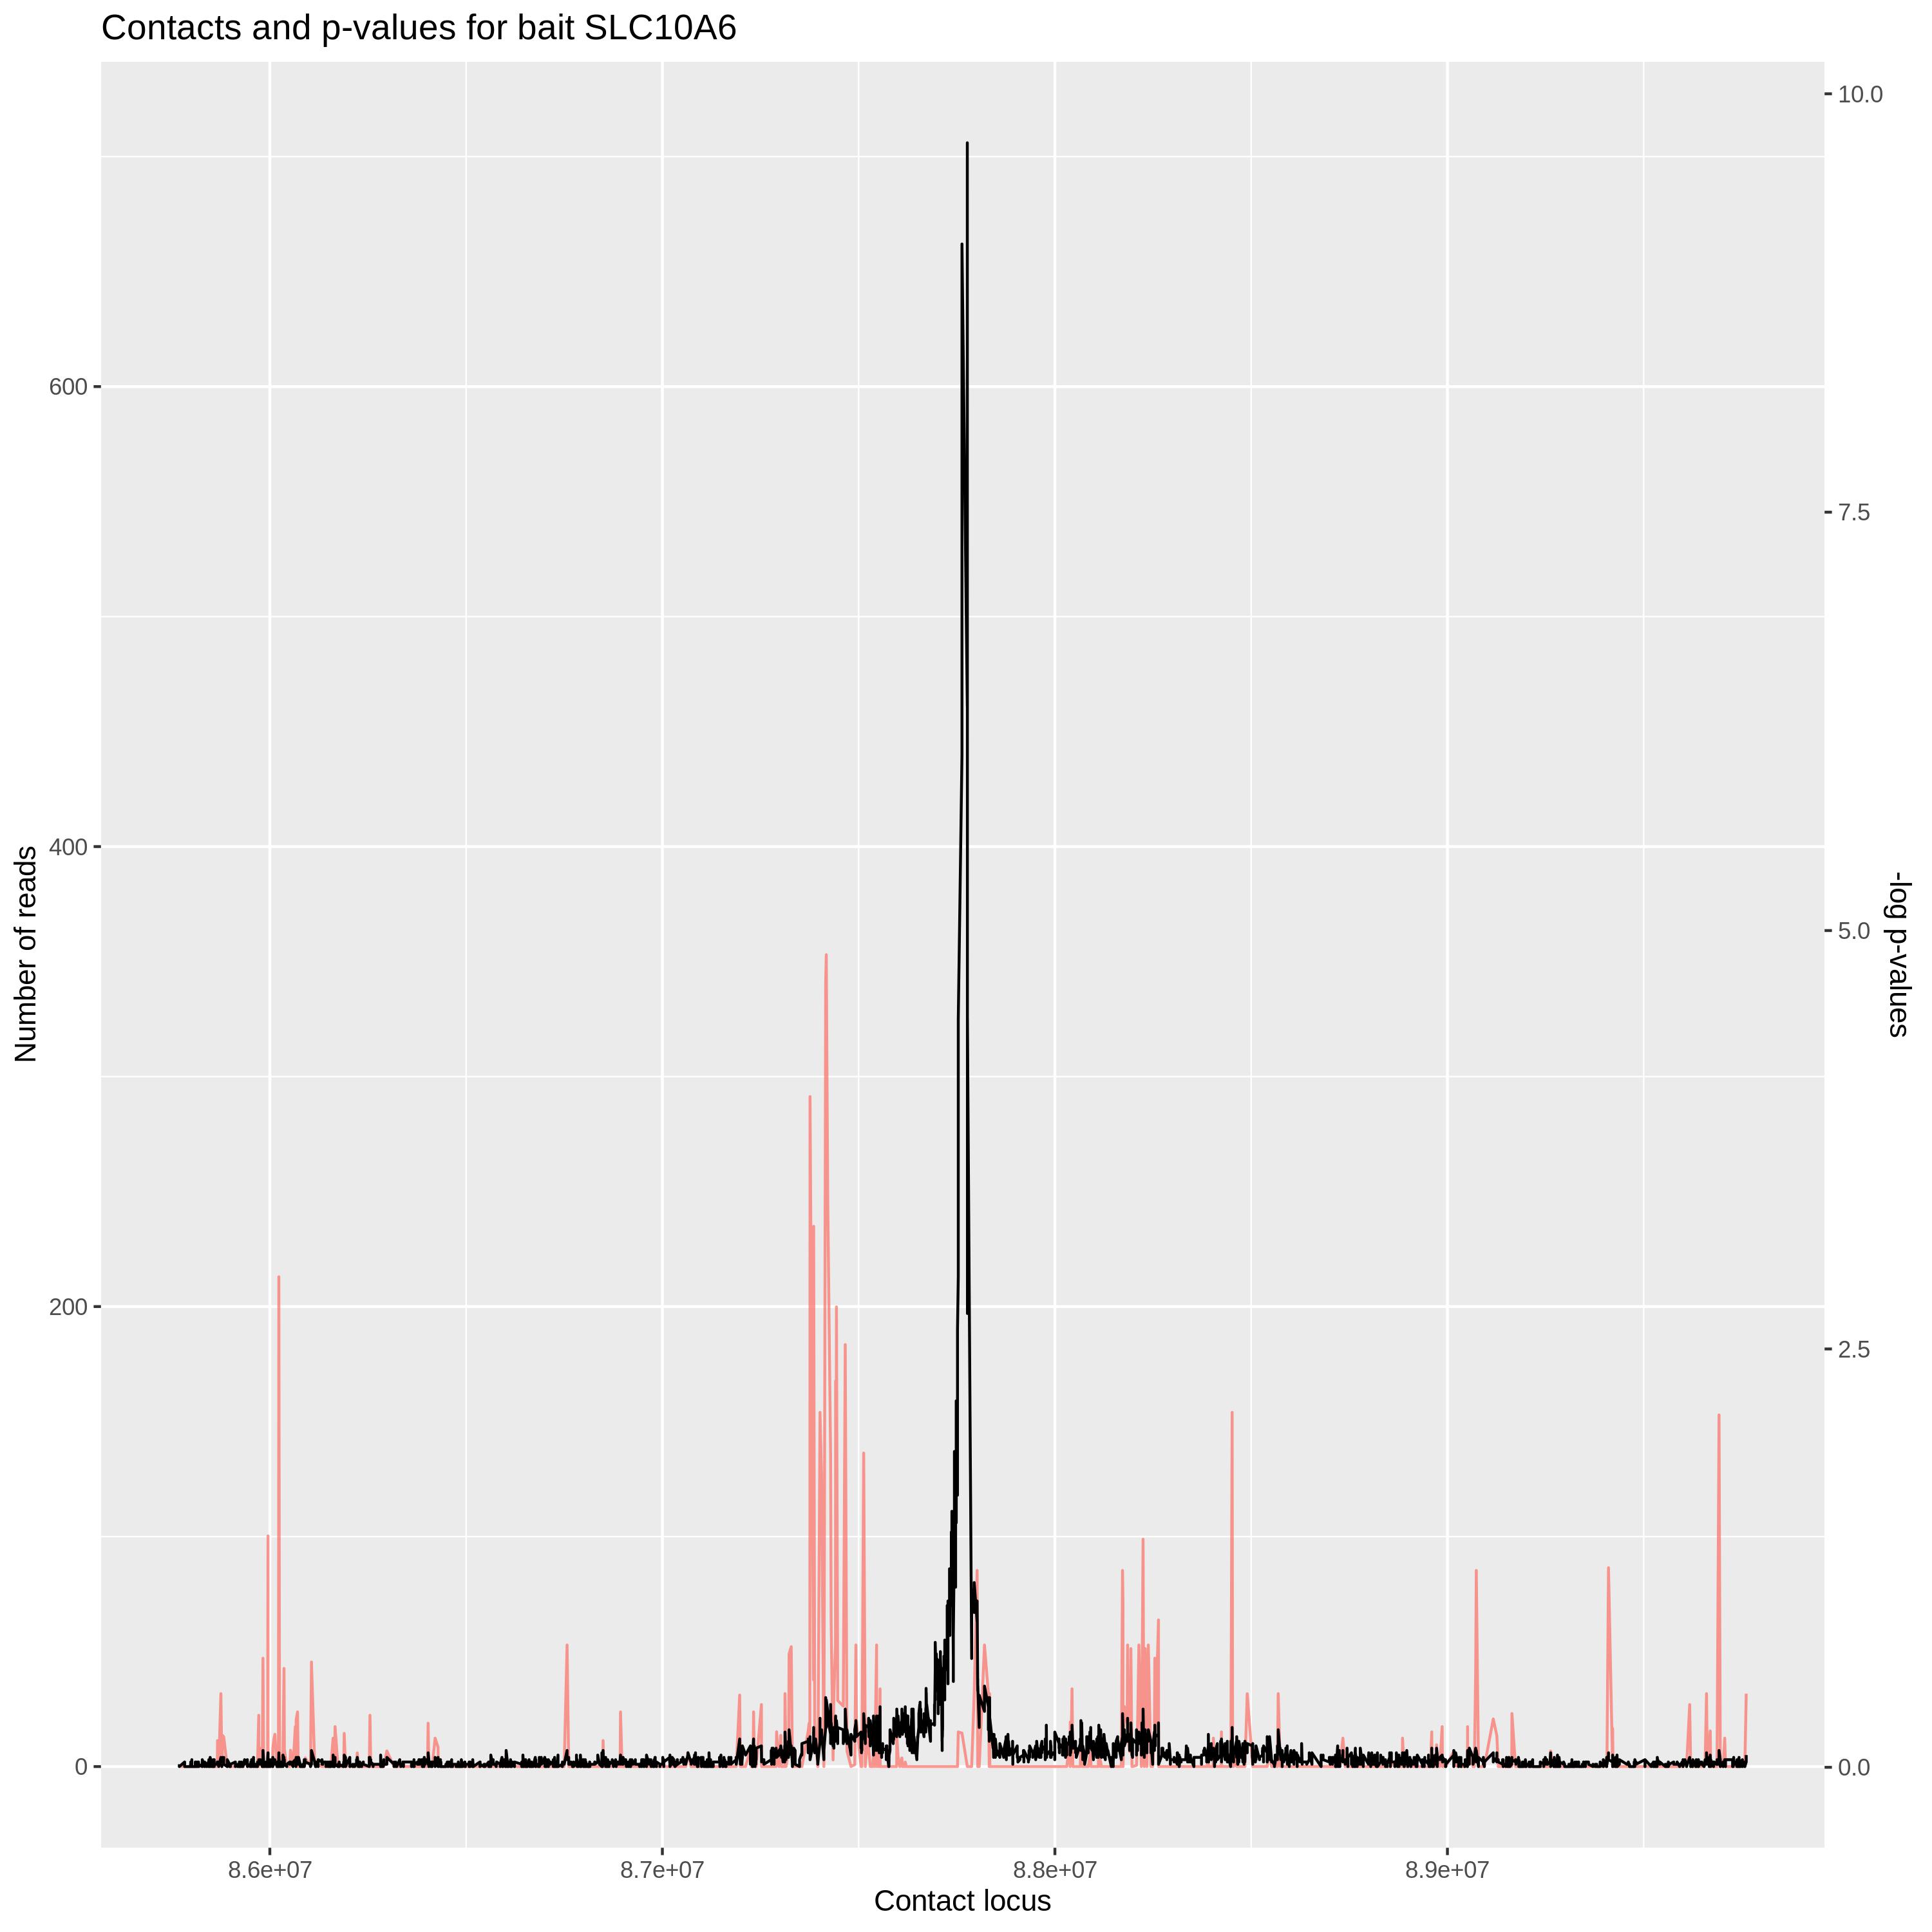 Contacts and p-values for bait SLC10A6
Number of reads
600
400
200
0
10.0
7.5
5.0
2.5
0.0
-log p-values
8.6e+07 8.7e+07 8.8e+07 8.9e+07
Contact locus